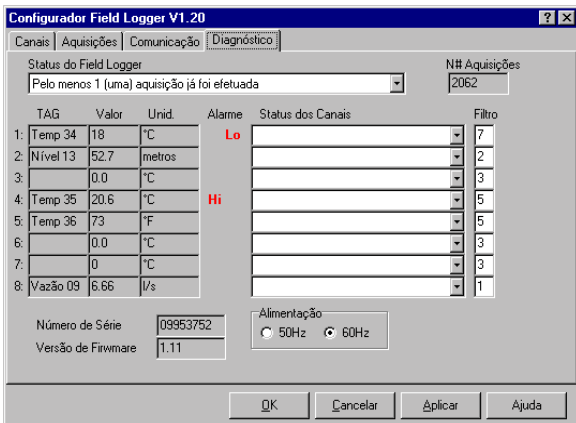 Configurador Field Logger V1.20
Canais Aquisições Comunicação Diagnóstico
Status do Field Logger N# Aquisições
Pelo menos 1 (uma) aquisição já foi efetuada 2062
TAG Valor Unid. Alarme Status dos Canais Filtro
1: Temp 34 18 °C Lo 7
2: Nível 13 52.7 metros 2
3: 0.0 °C 3
4: Temp 35 20.6 °C Hi 5
5: Temp 36 73 °F 5
6: 0.0 °C 3
7: 0 °C 3
8: Vazão 09 6.66 l/s 1
Número de Série 09953752
Alimentação
50Hz 60Hz
Versão de Firwmare 1.11
OK Cancelar Aplicar Ajuda